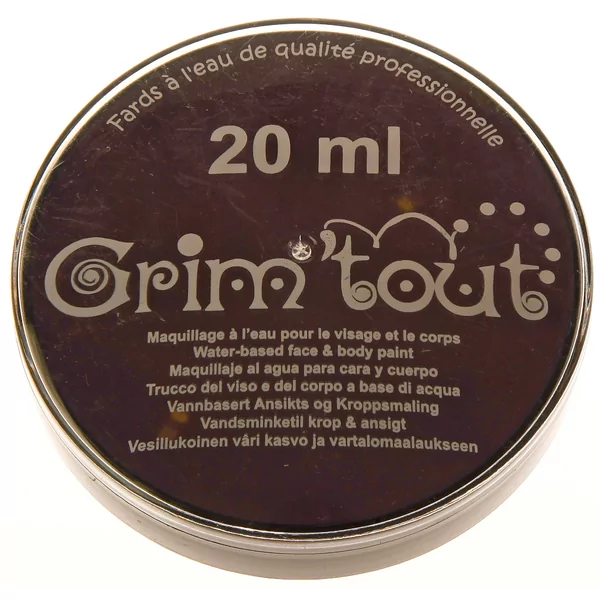 Fards à l'eau de qualité professionnelle
20 ml
Grim'tout
Maquillage à l'eau pour le visage et le corps
Water-based face & body paint
Maquillaje al agua para cara y cuerpo
Trucco del viso e del corpo a base di acqua
Vannbasert Ansikts og Kroppsmaling
Vandsminketil krop & ansigt
Vesillukoinen våri kasvo ja vartalomaalaukseen